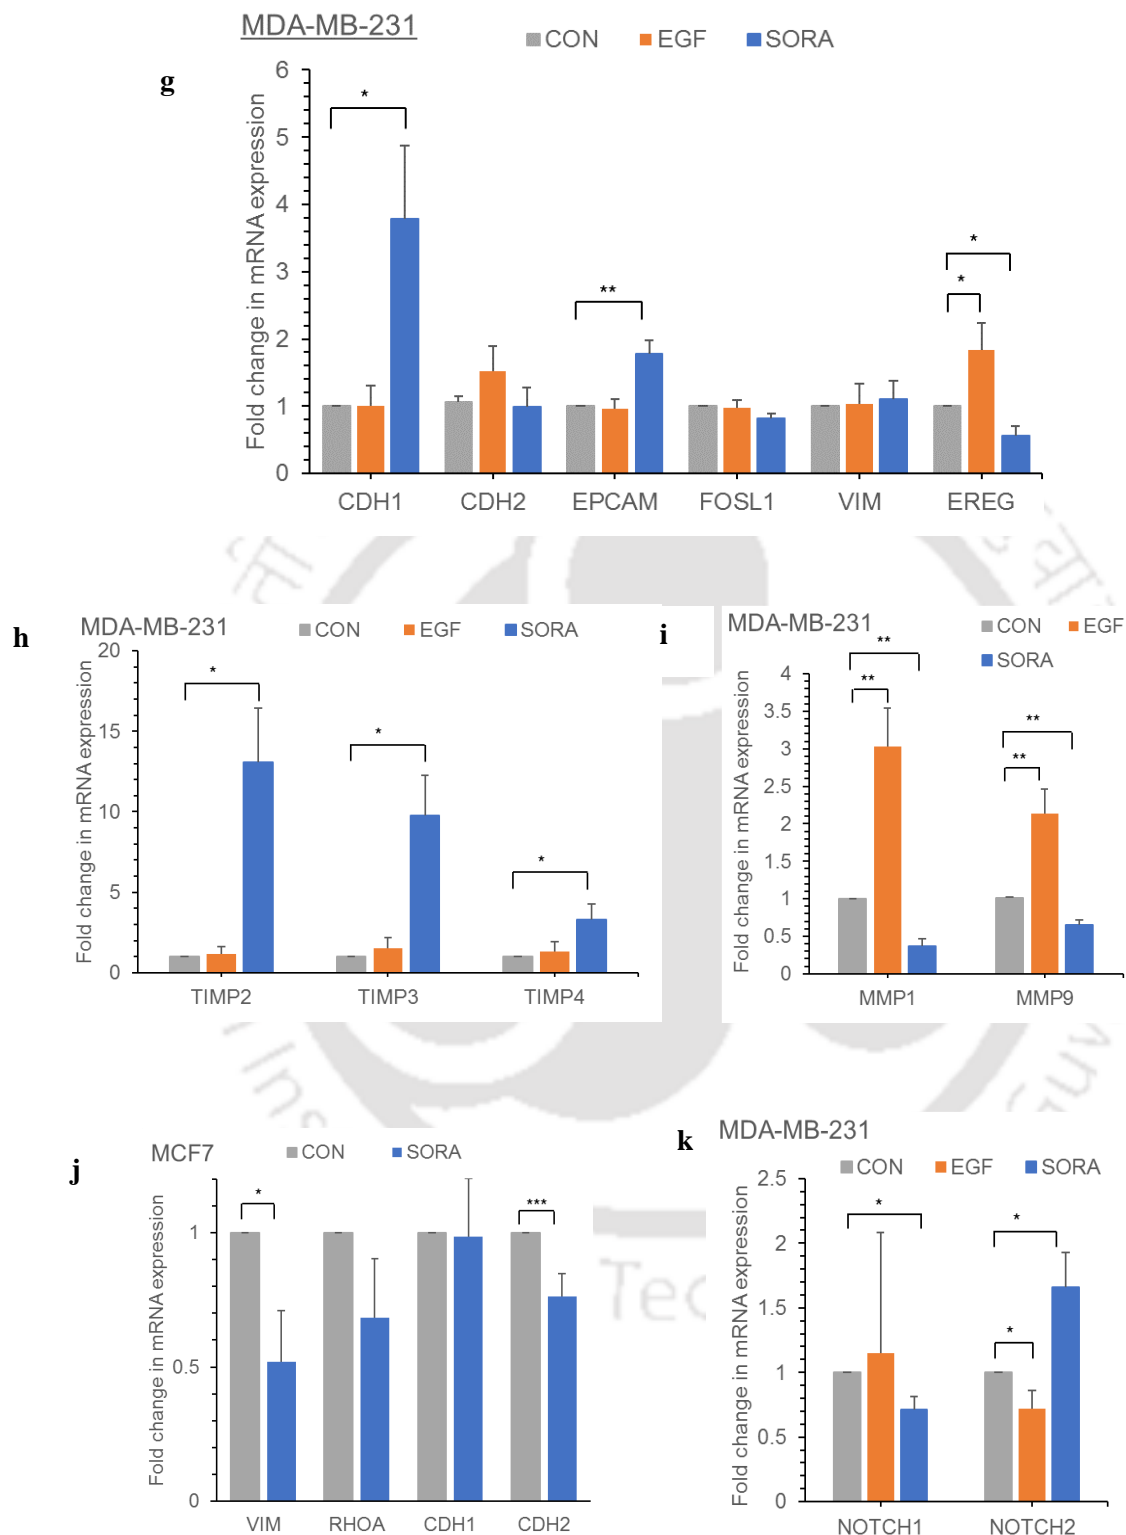 MDA-MB-231
CON EGF SORA
g
Fold change in mRNA expression
6
5
4
3
2
1
0
*
**
*
*
CDH1 CDH2 EPCAM FOSL1 VIM EREG
h
MDA-MB-231
CON EGF SORA
Fold change in mRNA expression
20
15
10
5
0
*
*
*
TIMP2 TIMP3 TIMP4
i
MDA-MB-231
CON EGF
SORA
Fold change in mRNA expression
4
3.5
3
2.5
2
1.5
1
0.5
0
**
**
**
**
MMP1 MMP9
Ins
j
MCF7
CON SORA
Fold change in mRNA expression
1
0.5
0
*
***
VIM RHOA CDH1 CDH2
Tec
k
MDA-MB-231
CON EGF SORA
Fold change in mRNA expression
2.5
2
1.5
1
0.5
0
*
*
*
NOTCH1 NOTCH2